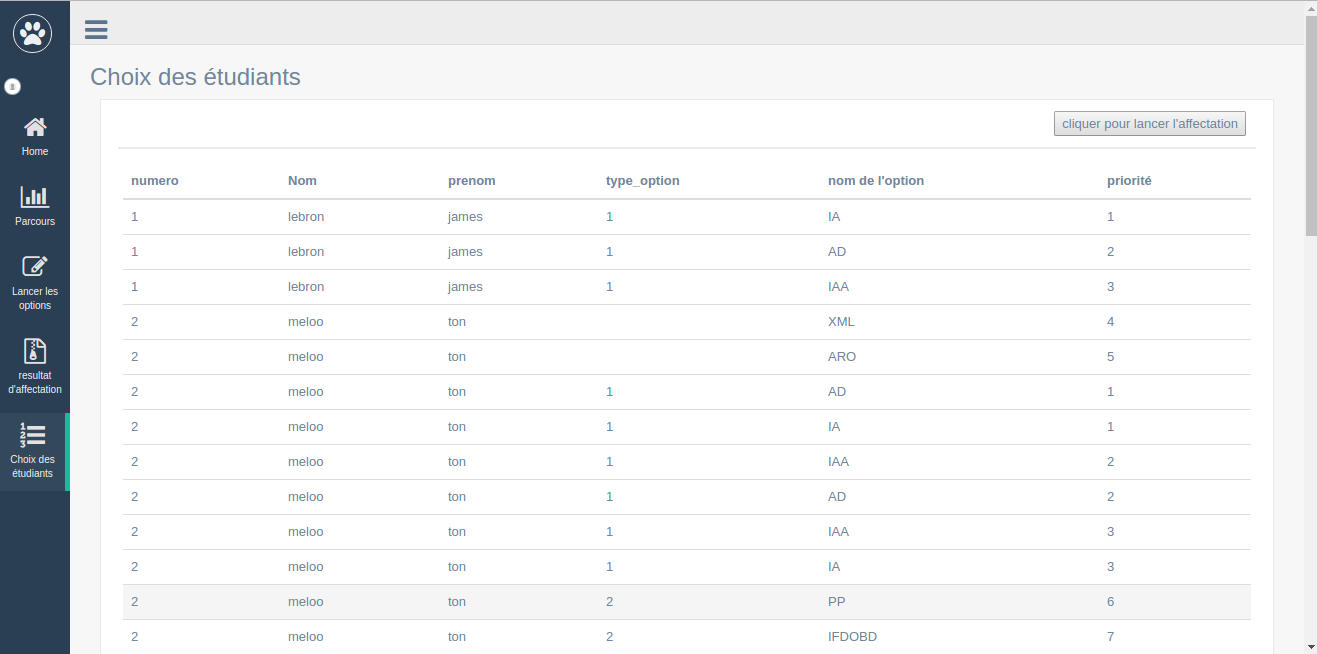 Choix des étudiants
cliquer pour lancer l'affectation
Home
Parcours
Lancer les
options
resultat
d'affectation
Choix des
étudiants
numero Nom prenom type_option nom de l'option priorité
1 lebron james 1 IA 1
1 lebron james 1 AD 2
1 lebron james 1 IAA 3
2 meloo ton XML 4
2 meloo ton ARO 5
2 meloo ton 1 AD 1
2 meloo ton 1 IA 1
2 meloo ton 1 IAA 2
2 meloo ton 1 AD 2
2 meloo ton 1 IAA 3
2 meloo ton 1 IA 3
2 meloo ton 2 PP 6
2 meloo ton 2 IFDOBD 7